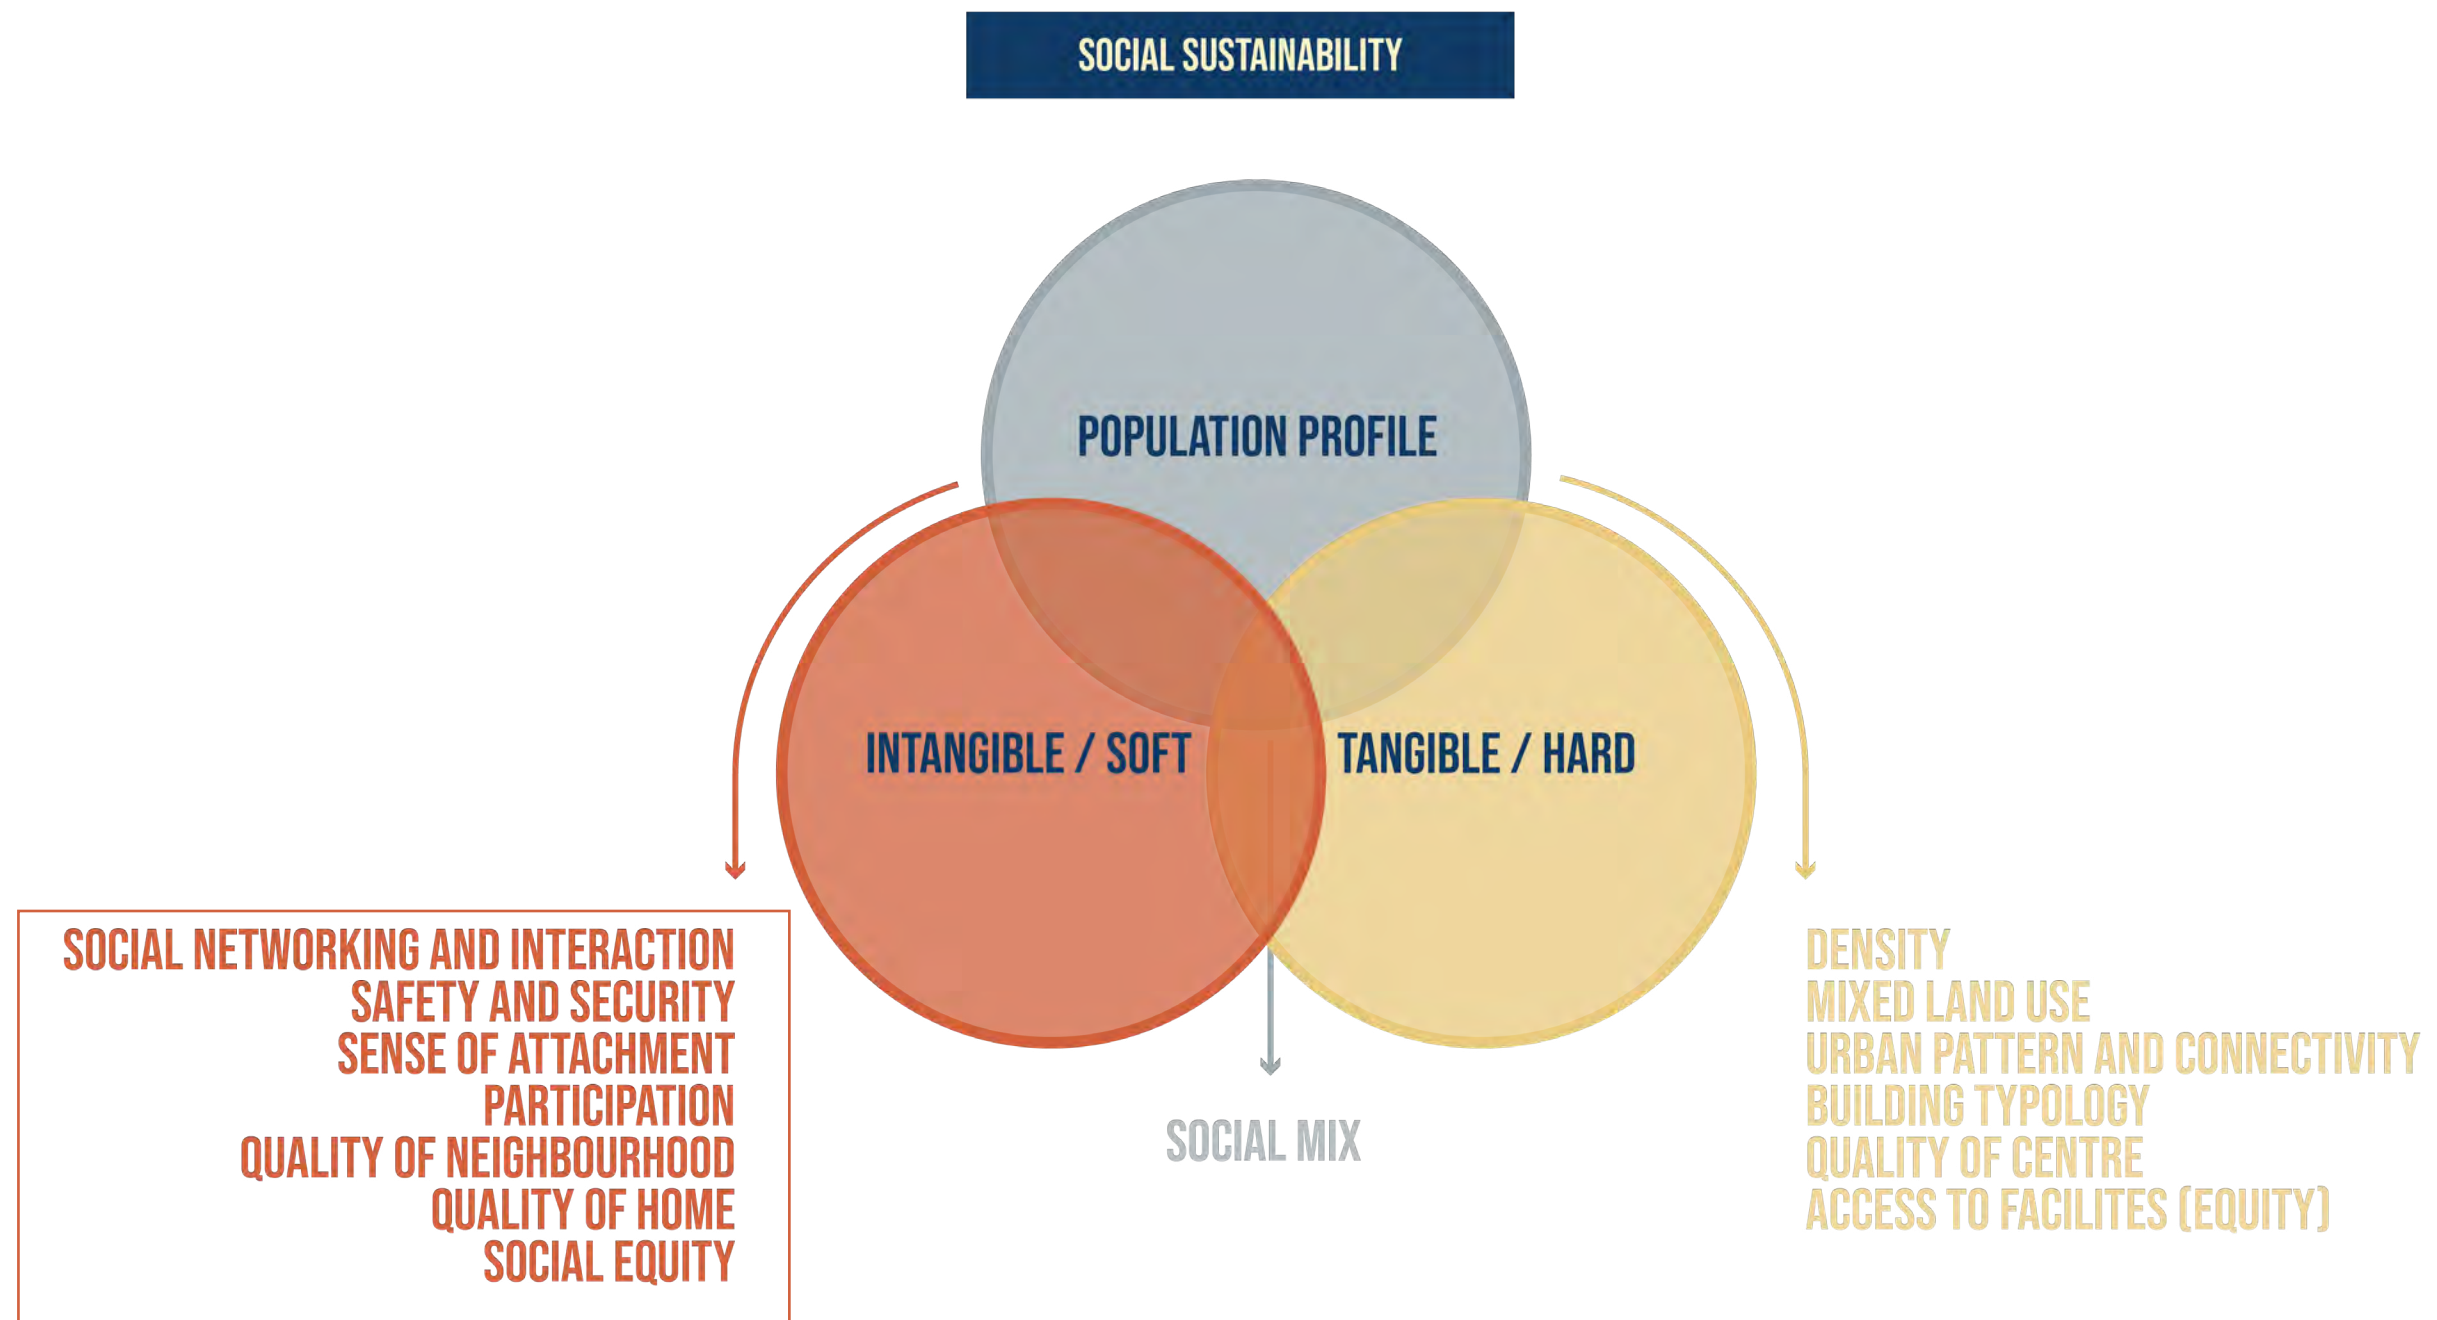 SOCIAL SUSTAINABILITY
POPULATION PROFILE
INTANGIBLE / SOFT
TANGIBLE / HARD
SOCIAL NETWORKING AND INTERACTION
SAFETY AND SECURITY
SENSE OF ATTACHMENT
PARTICIPATION
QUALITY OF NEIGHBOURHOOD
QUALITY OF HOME
SOCIAL EQUITY
SOCIAL MIX
DENSITY
MIXED LAND USE
URBAN PATTERN AND CONNECTIVITY
BUILDING TYPOLOGY
QUALITY OF CENTRE
ACCESS TO FACILITES (EQUITY)